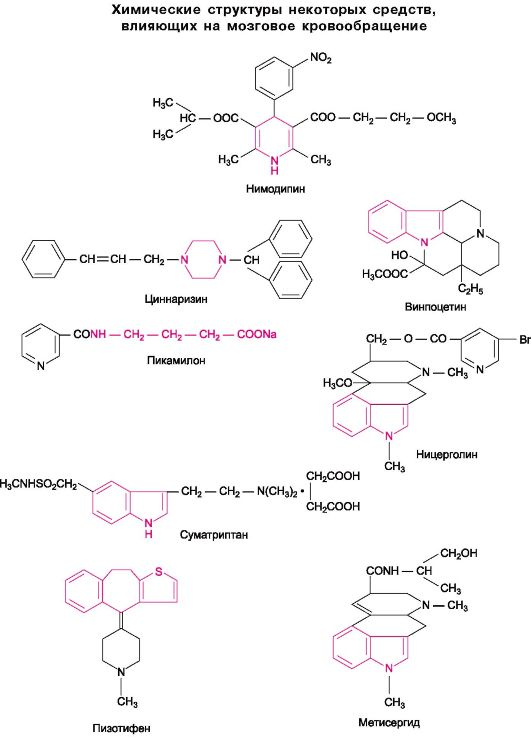 Химические структуры некоторых средств,
влияющих на мозговое кровообращение
NO2
H3C
HC—OOC
H3C
COO—CH2—CH2—OCH3
H3C
N
H
CH3
Нимодипин
CH=CH—CH2—N
N—CH
Циннаризин
N
N
HO
CH3OOC
C2H5
Винпоцетин
CONH—CH2—CH2—CH2—COONa
N
Пикамилон
CH2—O—CO
Br
N
N—CH3
H3CO
N
CH3
Ницерголин
H3CNHSO2CH2
CH2—CH2—N(CH3)2 •
CH2COOH
CH2COOH
N
H
Суматриптан
S
N
CH3
Пизотифен
CH2OH
CONH—CH
CH3
N—CH3
N
CH3
Метисергид